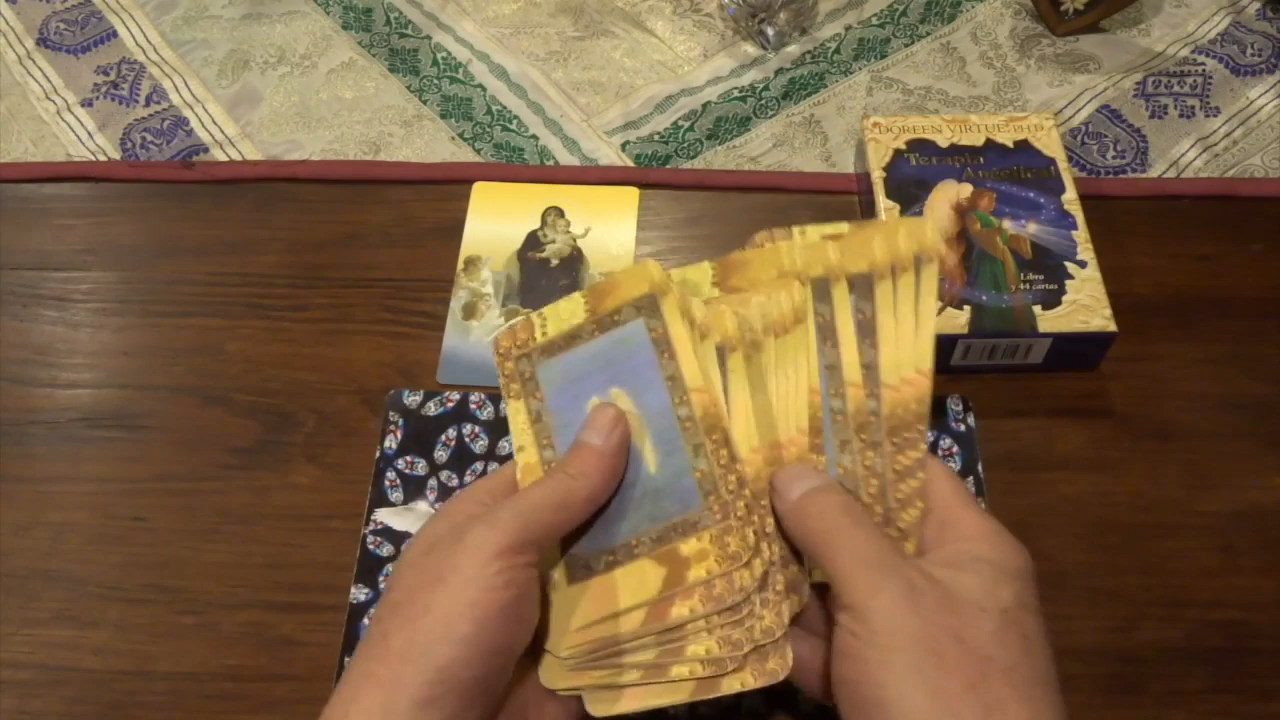 DOREEN VIRTUE, PH.D.
Terapia
Angelical
Libro
y 44 cartas